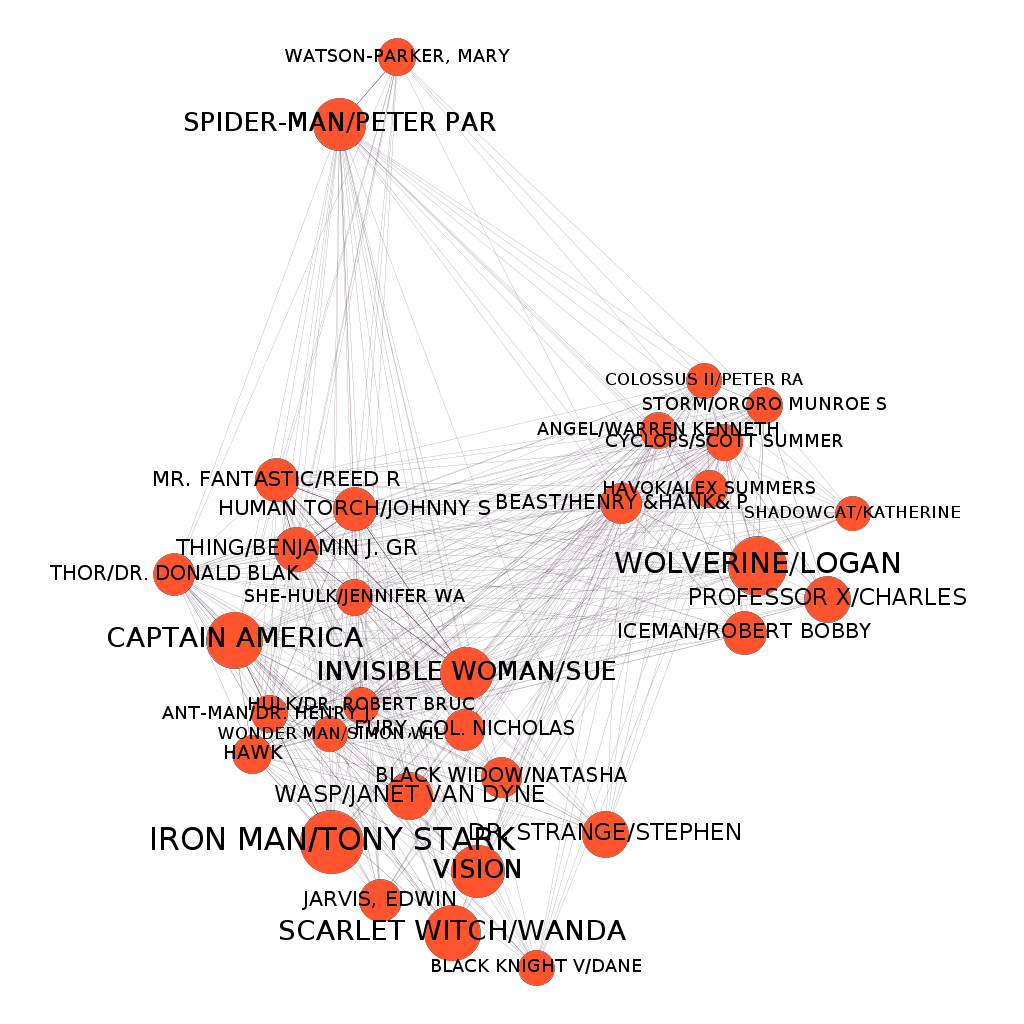 WATSON-PARKER, MARY
SPIDER-MAN/PETER PAR
COLOSSUS II/PETER RA
STORM/ORORO MUNROE S
ANGEL/WARREN KENNETH
CYCLOPS/SCOTT SUMMER
MR. FANTASTIC/REED R
HAVOK/ALEX SUMMERS
BEAST/HENRY &HANK& P
HUMAN TORCH/JOHNNY S
SHADOWCAT/KATHERINE
THING/BENJAMIN J. GR
WOLVERINE/LOGAN
THOR/DR. DONALD BLAK
SHE-HULK/JENNIFER WA
PROFESSOR X/CHARLES
ICEMAN/ROBERT BOBBY
CAPTAIN AMERICA
INVISIBLE WOMAN/SUE
HULK/DR. ROBERT BRUC
ANT-MAN/DR. HENRY J.
FURY, COL. NICHOLAS
WONDER MAN/SIMON WIL
HAWK
BLACK WIDOW/NATASHA
WASP/JANET VAN DYNE
DR. STRANGE/STEPHEN
IRON MAN/TONY STARK
VISION
JARVIS, EDWIN
SCARLET WITCH/WANDA
BLACK KNIGHT V/DANE